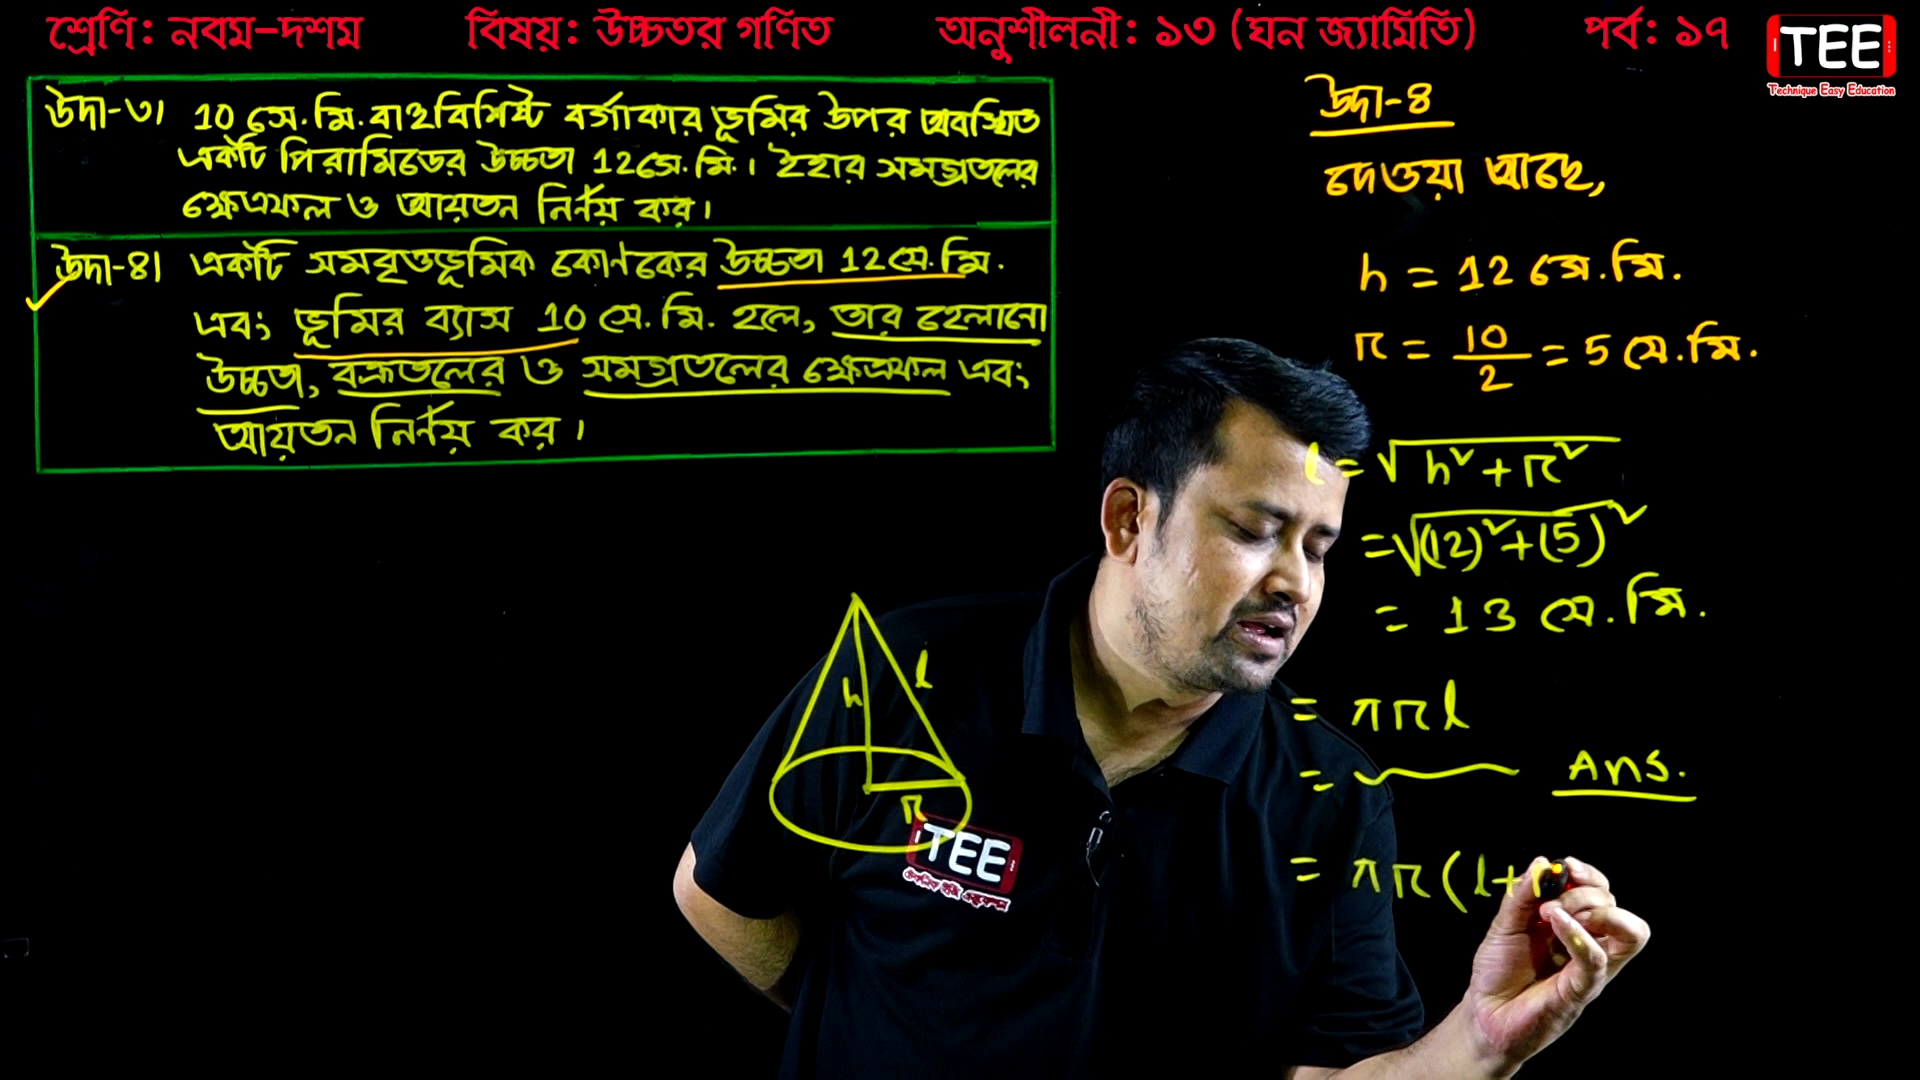 শ্রেণি: নবম-দশম বিষয়: উচ্চতর গণিত অনুশীলনী: ১৩ (ঘন জ্যামিতি) পর্ব: ১৭
TEE
Technique Easy Education
উদা-৩। 10 সে.মি. বাহুবিশিষ্ট বর্গাকার ভূমির উপর অবস্থিত
একটি পিরামিডের উচ্চতা 12 সে.মি.। ইহার সমগ্রতলের
ক্ষেত্রফল ও আয়তন নির্ণয় কর।
উদা-৪। একটি সমবৃত্তভূমিক কোণকের উচ্চতা 12 সে.মি.
এবং ভূমির ব্যাস 10 সে.মি. হলে, তার হেলানো
উচ্চতা, বক্রতলের ও সমগ্রতলের ক্ষেত্রফল এবং
আয়তন নির্ণয় কর।
উদা-৪
দেওয়া আছে,
h = 12 সে.মি.
r = 10/2 = 5 সে.মি.
l = √(h² + r²)
= √((12)² + (5)²)
= 13 সে.মি.
= πrl
= Ans.
= πr(l+r
h
l
r
TEE